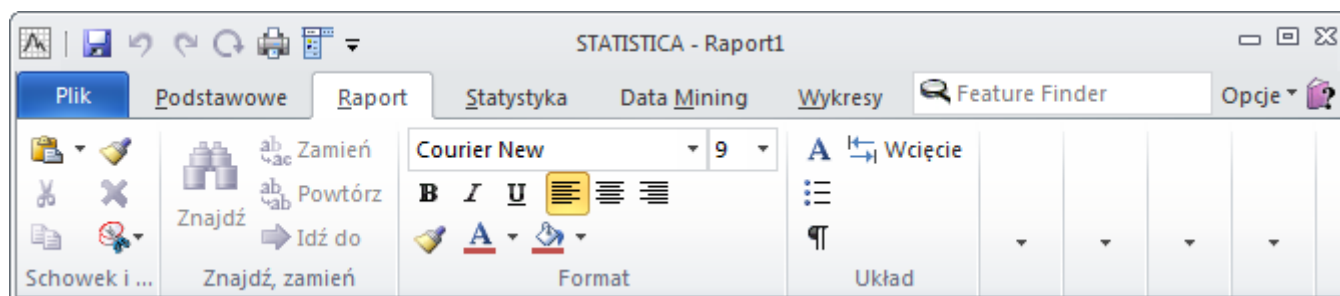 STATISTICA - Raport1
Plik Podstawowe Raport Statystyka Data Mining Wykresy Feature Finder Opcje
Zamień Courier New 9 A Wcięcie
Znajdź Powtórz B I U
Idź do A ¶
Schowek i ... Znajdź, zamień Format Układ